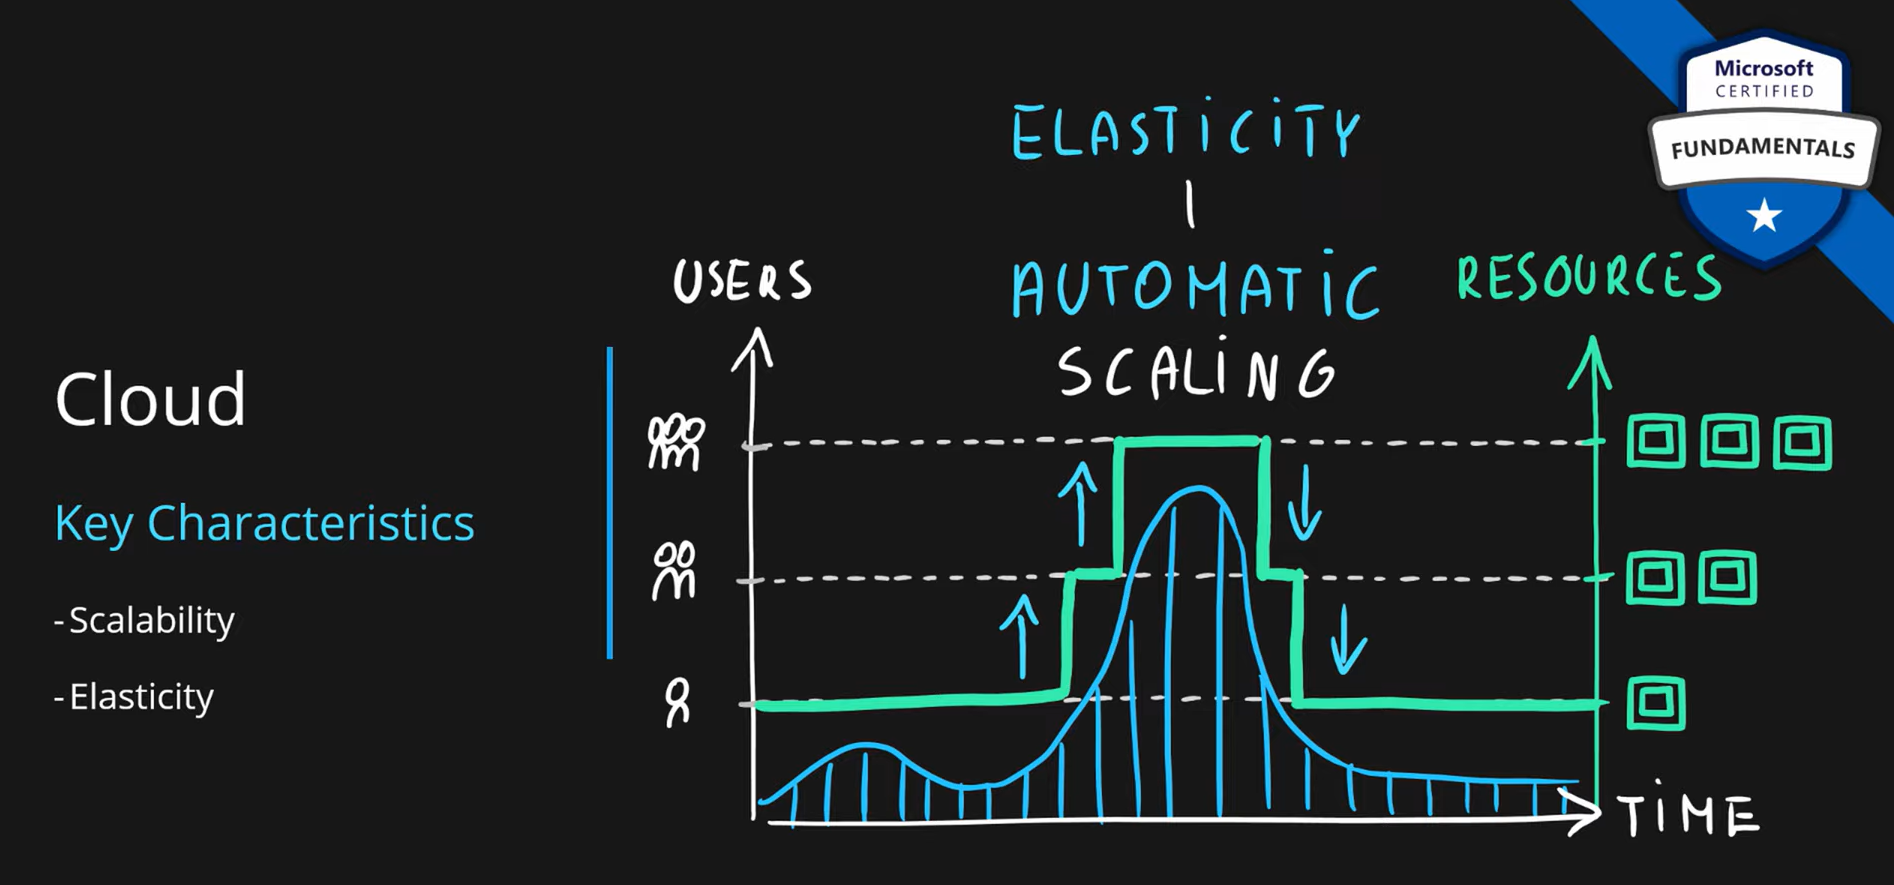 Microsoft
CERTIFIED
FUNDAMENTALS
ELASTiCiTY
AUTOMATiC
SCALiNG
USERS
RESOURCES
TiME
Cloud
Key Characteristics
-Scalability
-Elasticity